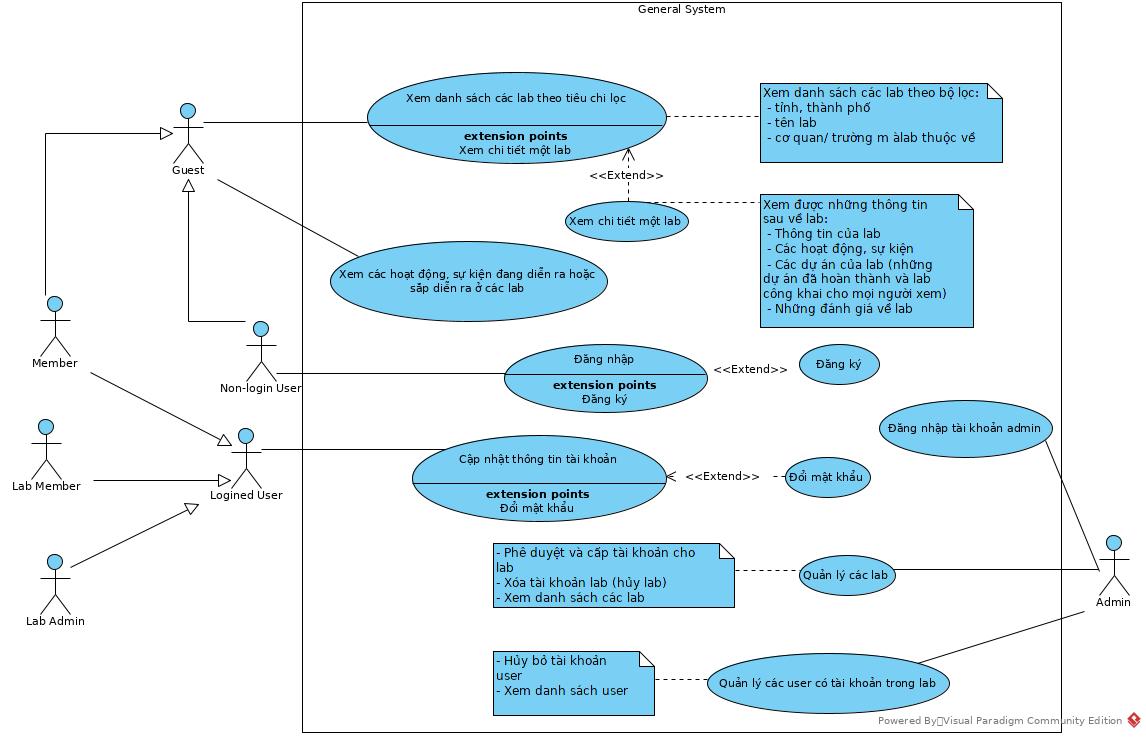 General System
Xem danh sách các lab theo tiêu chi lọc
extension points
Xem chi tiết một lab
Xem danh sách các lab theo bộ lọc:
- tỉnh, thành phố
- tên lab
- cơ quan/ trường m àlab thuộc về
Guest
<<Extend>>
Xem chi tiết một lab
Xem được những thông tin
sau về lab:
- Thông tin của lab
- Các hoạt động, sự kiện
- Các dự án của lab (những
dự án đã hoàn thành và lab
công khai cho mọi người xem)
- Những đánh giá về lab
Xem các hoạt động, sự kiện đang diễn ra hoặc
sắp diễn ra ở các lab
Member
Non-login User
Đăng nhập
extension points
Đăng ký
<<Extend>>
Đăng ký
Đăng nhập tài khoản admin
Lab Member
Logined User
Cập nhật thông tin tài khoản
extension points
Đổi mật khẩu
<<Extend>>
Đổi mật khẩu
- Phê duyệt và cấp tài khoản cho
lab
- Xóa tài khoản lab (hủy lab)
- Xem danh sách các lab
Quản lý các lab
Admin
Lab Admin
- Hủy bỏ tài khoản
user
- Xem danh sách user
Quản lý các user có tài khoản trong lab
Powered By Visual Paradigm Community Edition